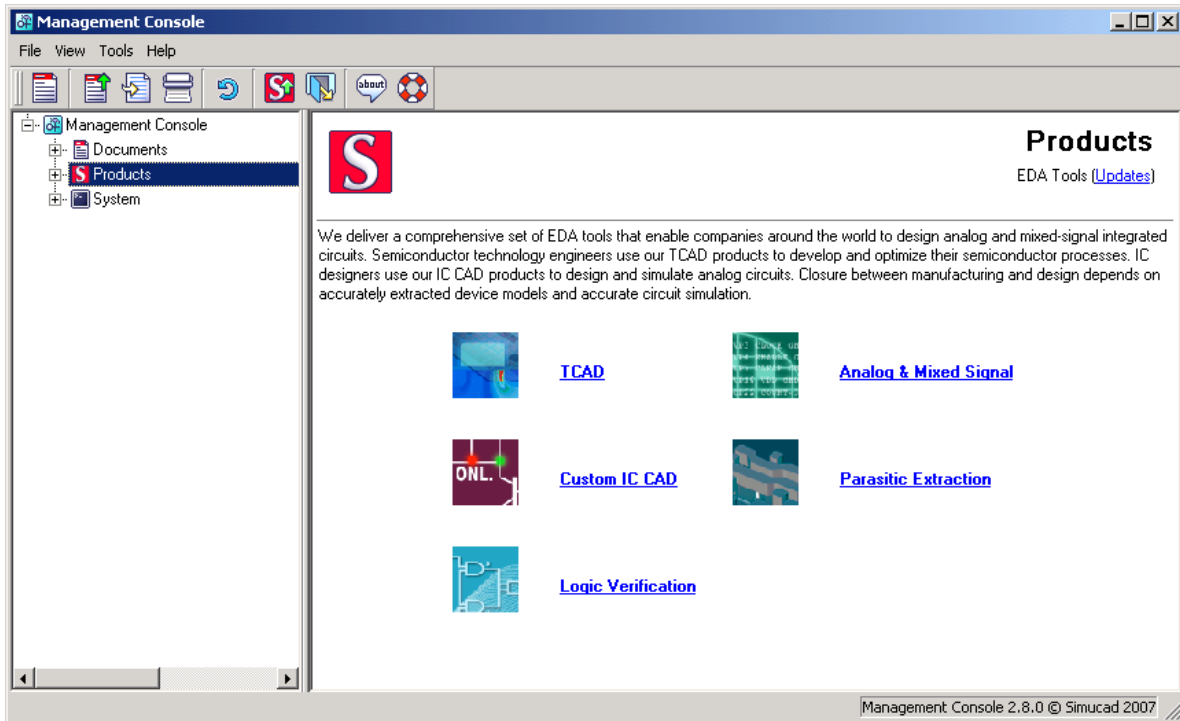 Management Console
File View Tools Help
about
Management Console
Documents
S Products
System
S
Products
EDA Tools (Updates)
We deliver a comprehensive set of EDA tools that enable companies around the world to design analog and mixed-signal integrated
circuits. Semiconductor technology engineers use our TCAD products to develop and optimize their semiconductor processes. IC
designers use our IC CAD products to design and simulate analog circuits. Closure between manufacturing and design depends on
accurately extracted device models and accurate circuit simulation.
TCAD
Analog & Mixed Signal
ONL.
Custom IC CAD
Parasitic Extraction
Logic Verification
Management Console 2.8.0 © Simucad 2007